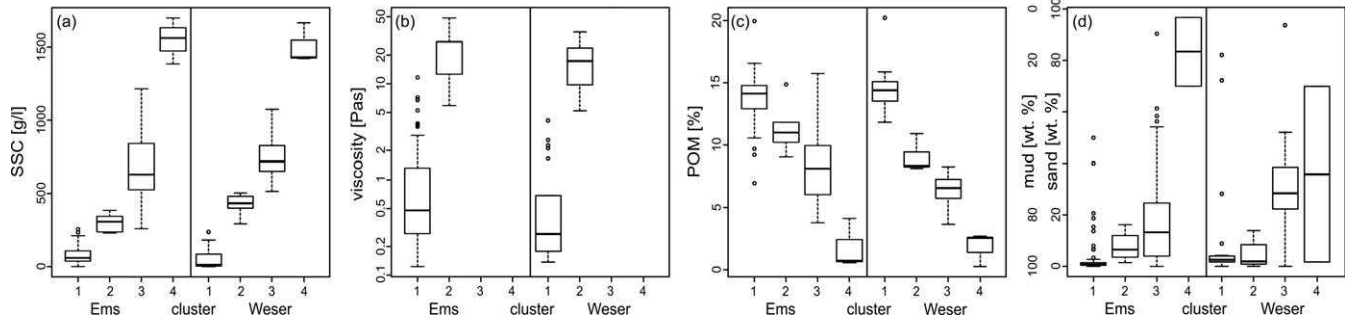 (a)
SSC [g/l]
1500
1000
500
0
1 2 3 4 1 2 3 4
Ems cluster Weser
(b)
viscosity [Pas]
50
20
10
5
2
1
0.5
0.2
0.1
1 2 3 4 1 2 3 4
Ems cluster Weser
(c)
POM [%]
20
15
10
5
0
1 2 3 4 1 2 3 4
Ems cluster Weser
(d)
mud [wt. %]
sand [wt. %]
0 100
20 80
80 20
100 0
1 2 3 4 1 2 3 4
Ems cluster Weser